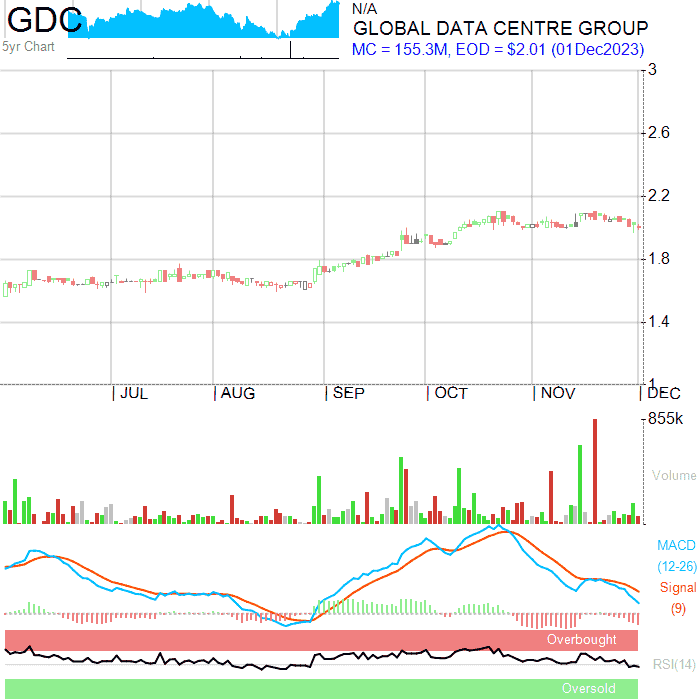 GDC
N/A
GLOBAL DATA CENTRE GROUP
5yr Chart
MC = 155.3M, EOD = $2.01 (01Dec2023)
3
2.6
2.2
1.8
1.4
1
JUL AUG SEP OCT NOV DEC
855k
Volume
MACD
(12-26)
Signal
(9)
Overbought
RSI(14)
Oversold